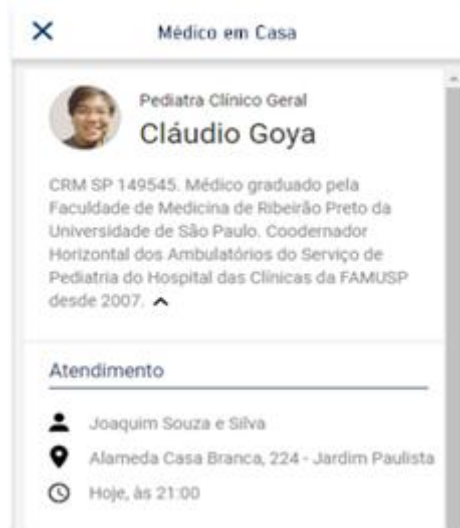 Médico em Casa
Pediatra Clínico Geral
Cláudio Goya
CRM SP 149545. Médico graduado pela
Faculdade de Medicina de Ribeirão Preto da
Universidade de São Paulo. Coodernador
Horizontal dos Ambulatórios do Serviço de
Pediatria do Hospital das Clínicas da FAMUSP
desde 2007.
Atendimento
Joaquim Souza e Silva
Alameda Casa Branca, 224 - Jardim Paulista
Hoje, às 21:00